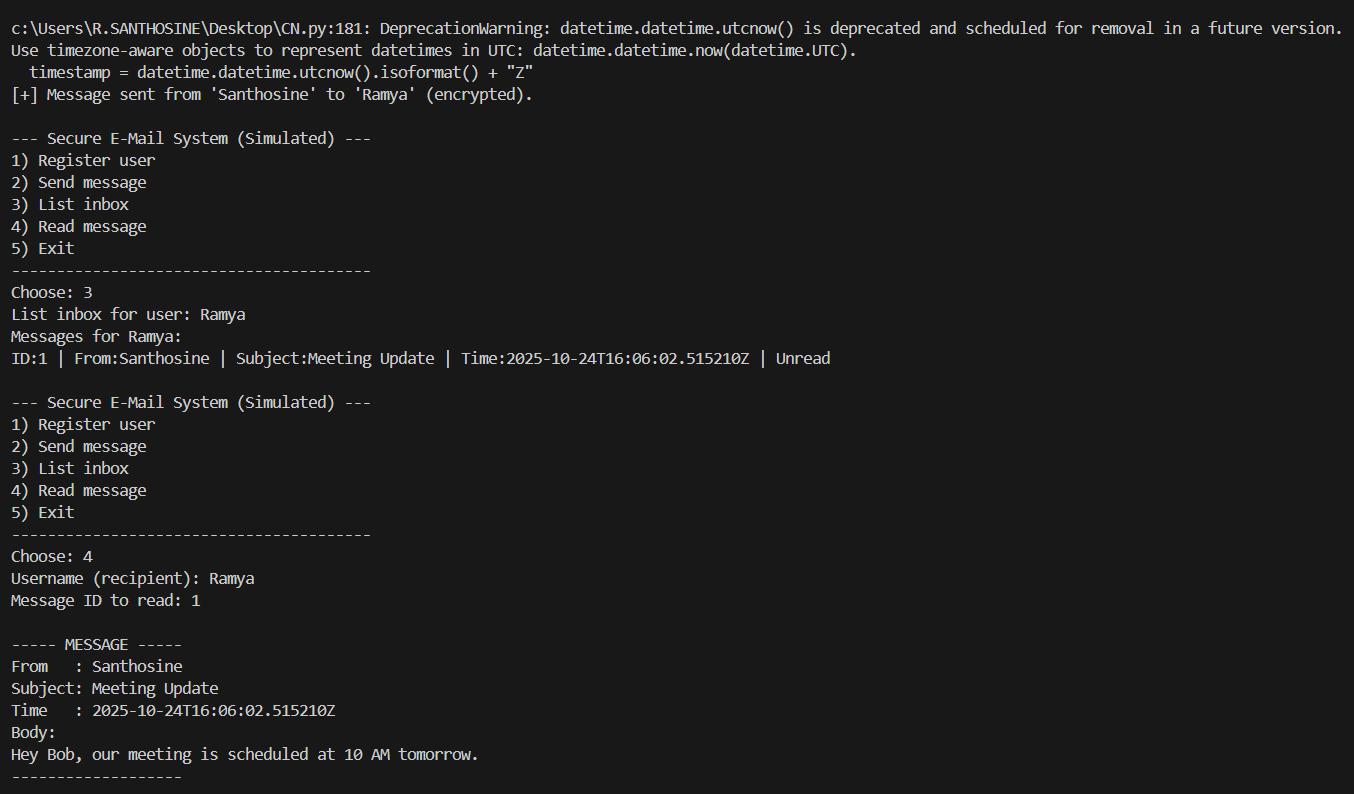 c:\Users\R.SANTHOSINE\Desktop\CN.py:181: DeprecationWarning: datetime.datetime.utcnow() is deprecated and scheduled for removal in a future version.
Use timezone-aware objects to represent datetimes in UTC: datetime.datetime.now(datetime.UTC).
  timestamp = datetime.datetime.utcnow().isoformat() + "Z"
[+] Message sent from 'Santhosine' to 'Ramya' (encrypted).

--- Secure E-Mail System (Simulated) ---
1) Register user
2) Send message
3) List inbox
4) Read message
5) Exit
----------------------------------------
Choose: 3
List inbox for user: Ramya
Messages for Ramya:
ID:1 | From:Santhosine | Subject:Meeting Update | Time:2025-10-24T16:06:02.515210Z | Unread

--- Secure E-Mail System (Simulated) ---
1) Register user
2) Send message
3) List inbox
4) Read message
5) Exit
----------------------------------------
Choose: 4
Username (recipient): Ramya
Message ID to read: 1

----- MESSAGE -----
From   : Santhosine
Subject: Meeting Update
Time   : 2025-10-24T16:06:02.515210Z
Body:
Hey Bob, our meeting is scheduled at 10 AM tomorrow.
-------------------